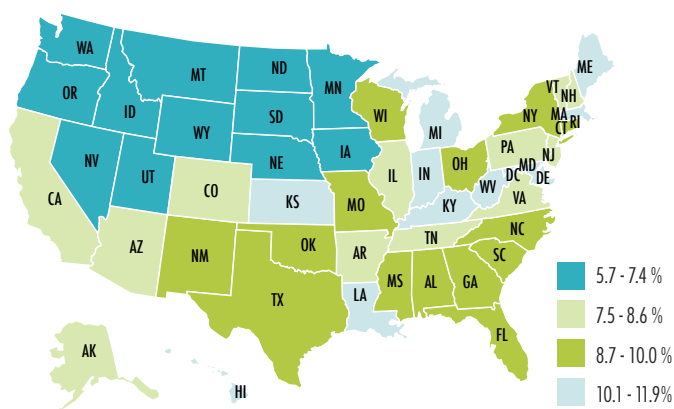 WA
MT
ND
MN
OR
ID
WY
SD
WI
MI
NY
VT
NH
ME
MA
CT
RI
NV
UT
CO
NE
IA
IL
IN
OH
PA
NJ
MD
DE
DC
CA
AZ
NM
KS
MO
KY
WV
VA
OK
AR
TN
NC
SC
TX
LA
MS
AL
GA
FL
AK
HI
5.7 - 7.4 %
7.5 - 8.6 %
8.7 - 10.0 %
10.1 - 11.9%